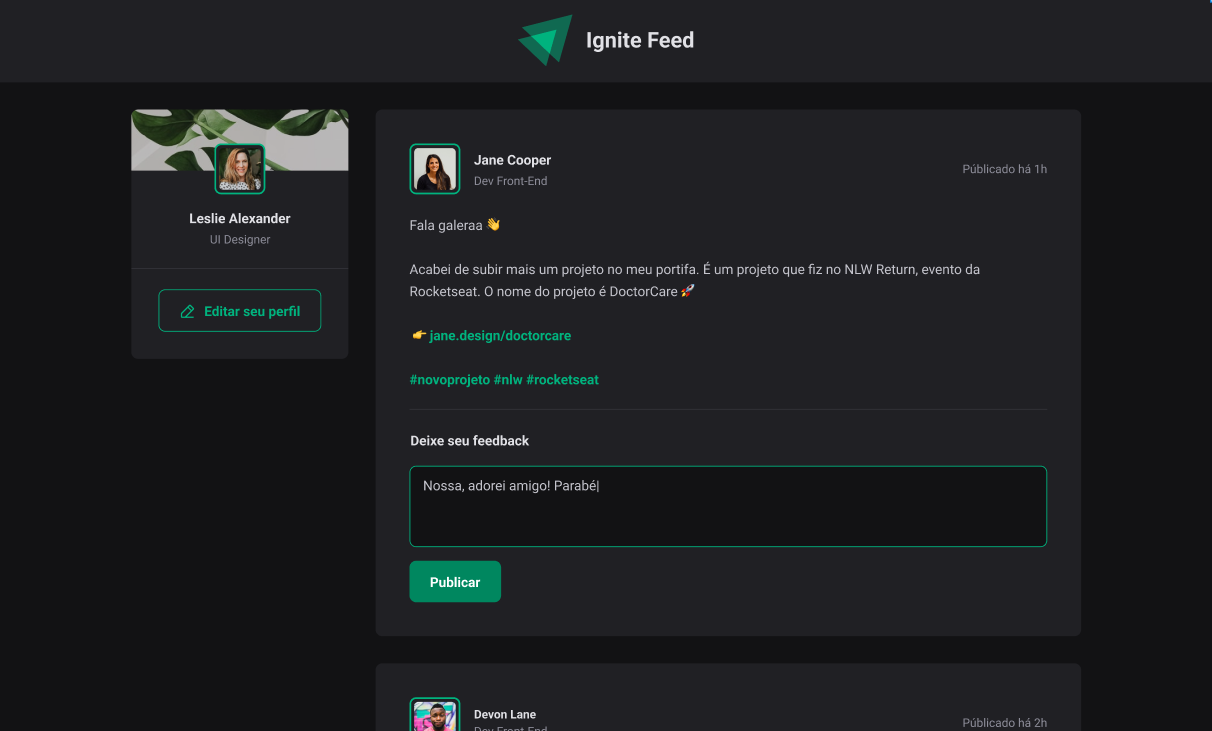 Ignite Feed
Leslie Alexander
UI Designer
Editar seu perfil
Jane Cooper
Dev Front-End
Públicado há 1h
Fala galeraa 👋
Acabei de subir mais um projeto no meu portifa. É um projeto que fiz no NLW Return, evento da
Rocketseat. O nome do projeto é DoctorCare 🚀
👉 jane.design/doctorcare
#novoprojeto #nlw #rocketseat
Deixe seu feedback
Nossa, adorei amigo! Parabé|
Publicar
Devon Lane
Dev Front-End
Públicado há 2h